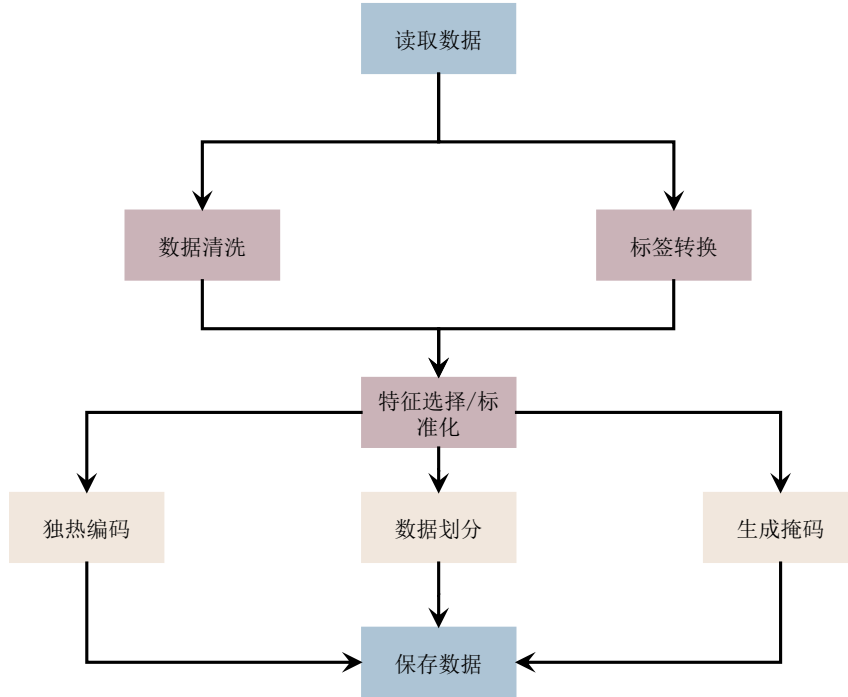 读取数据
数据清洗
标签转换
特征选择/标
准化
独热编码
数据划分
生成掩码
保存数据